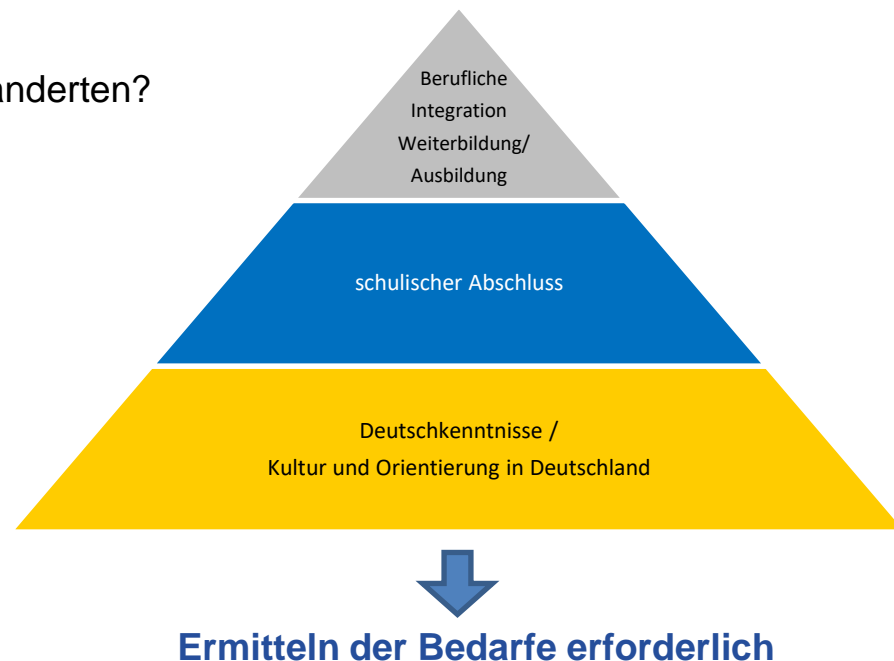 anderten?
Berufliche
Integration
Weiterbildung/
Ausbildung
schulischer Abschluss
Deutschkenntnisse /
Kultur und Orientierung in Deutschland
Ermitteln der Bedarfe erforderlich